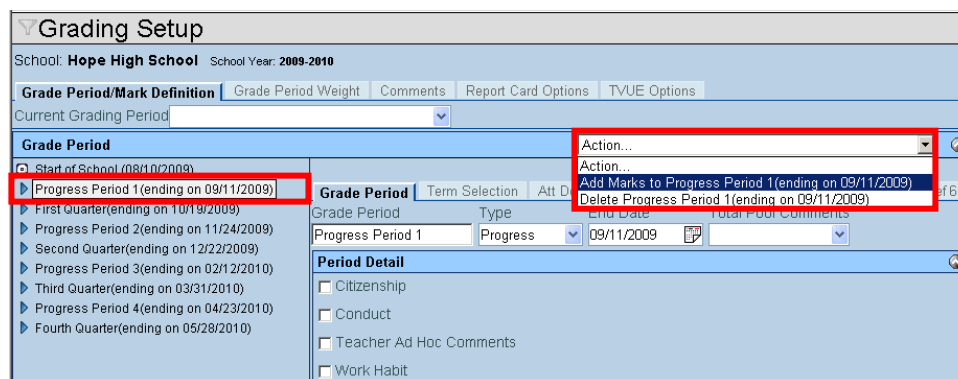 Grading Setup
School: Hope High School School Year: 2009-2010
Grade Period/Mark Definition Grade Period Weight Comments Report Card Options TVUE Options
Current Grading Period
Grade Period Action...
Start of School (08/10/2009) Action...
Progress Period 1(ending on 09/11/2009) Add Marks to Progress Period 1(ending on 09/11/2009)
Grade Period Term Selection Att Delete Progress Period 1(ending on 09/11/2009)
First Quarter(ending on 10/19/2009) Grade Period Type End Date Total Pool Comments
Progress Period 2(ending on 11/24/2009) Progress Period 1 Progress 09/11/2009
Second Quarter(ending on 12/22/2009)
Progress Period 3(ending on 02/12/2010) Period Detail
Third Quarter(ending on 03/31/2010) Citizenship
Progress Period 4(ending on 04/23/2010) Conduct
Fourth Quarter(ending on 05/28/2010) Teacher Ad Hoc Comments
Work Habit